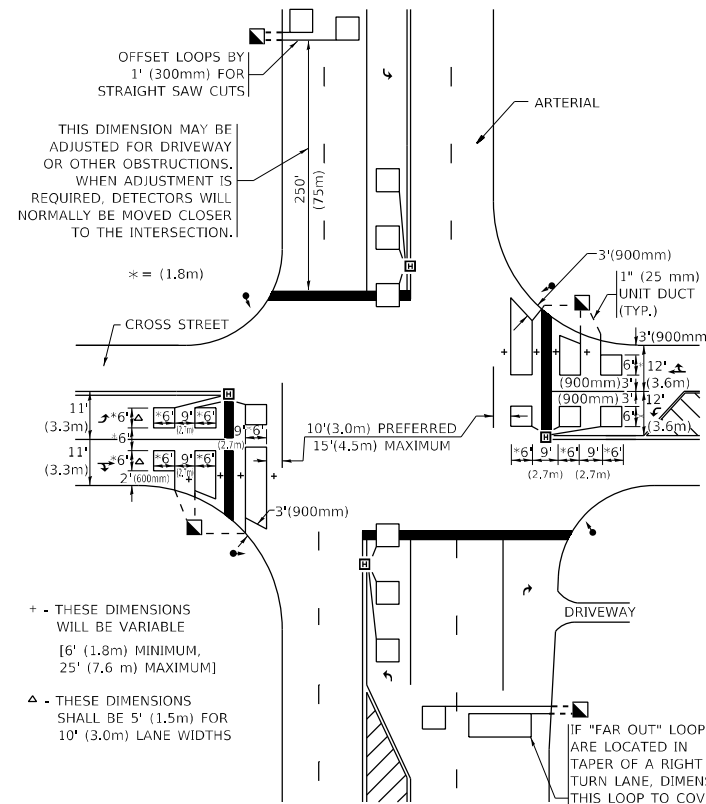 OFFSET LOOPS BY
1' (300mm) FOR
STRAIGHT SAW CUTS
ARTERIAL
THIS DIMENSION MAY BE
ADJUSTED FOR DRIVEWAY
OR OTHER OBSTRUCTIONS.
WHEN ADJUSTMENT IS
REQUIRED, DETECTORS WILL
NORMALLY BE MOVED CLOSER
TO THE INTERSECTION.
250'
(75m)
* = (1.8m)
H
3'(900mm)
1" (25 mm)
UNIT DUCT
(TYP.)
CROSS STREET
3'(900mm)
+ + + +
6'
* 12'
(3.6m)
(900mm) 3'
(900mm) 3'
12'
6'
*
(3.6m)
H
*6' 9' *6' 9' *6'
(2.7m) (2.7m)
10'(3.0m) PREFERRED
15'(4.5m) MAXIMUM
H
11'
(3.3m)
*6' △
*6' 9' *6'
(2.7m)
9' *6'
(2.7m)
*6'
11'
(3.3m)
*6' △
*6' 9' *6'
(2.7m)
2' (600mm)
+ + + +
3'(900mm)
H
DRIVEWAY
+ - THESE DIMENSIONS
WILL BE VARIABLE
[6' (1.8m) MINIMUM,
25' (7.6 m) MAXIMUM]
△ - THESE DIMENSIONS
SHALL BE 5' (1.5m) FOR
10' (3.0m) LANE WIDTHS
IF "FAR OUT" LOOP
ARE LOCATED IN
TAPER OF A RIGHT
TURN LANE, DIMENS
THIS LOOP TO COV